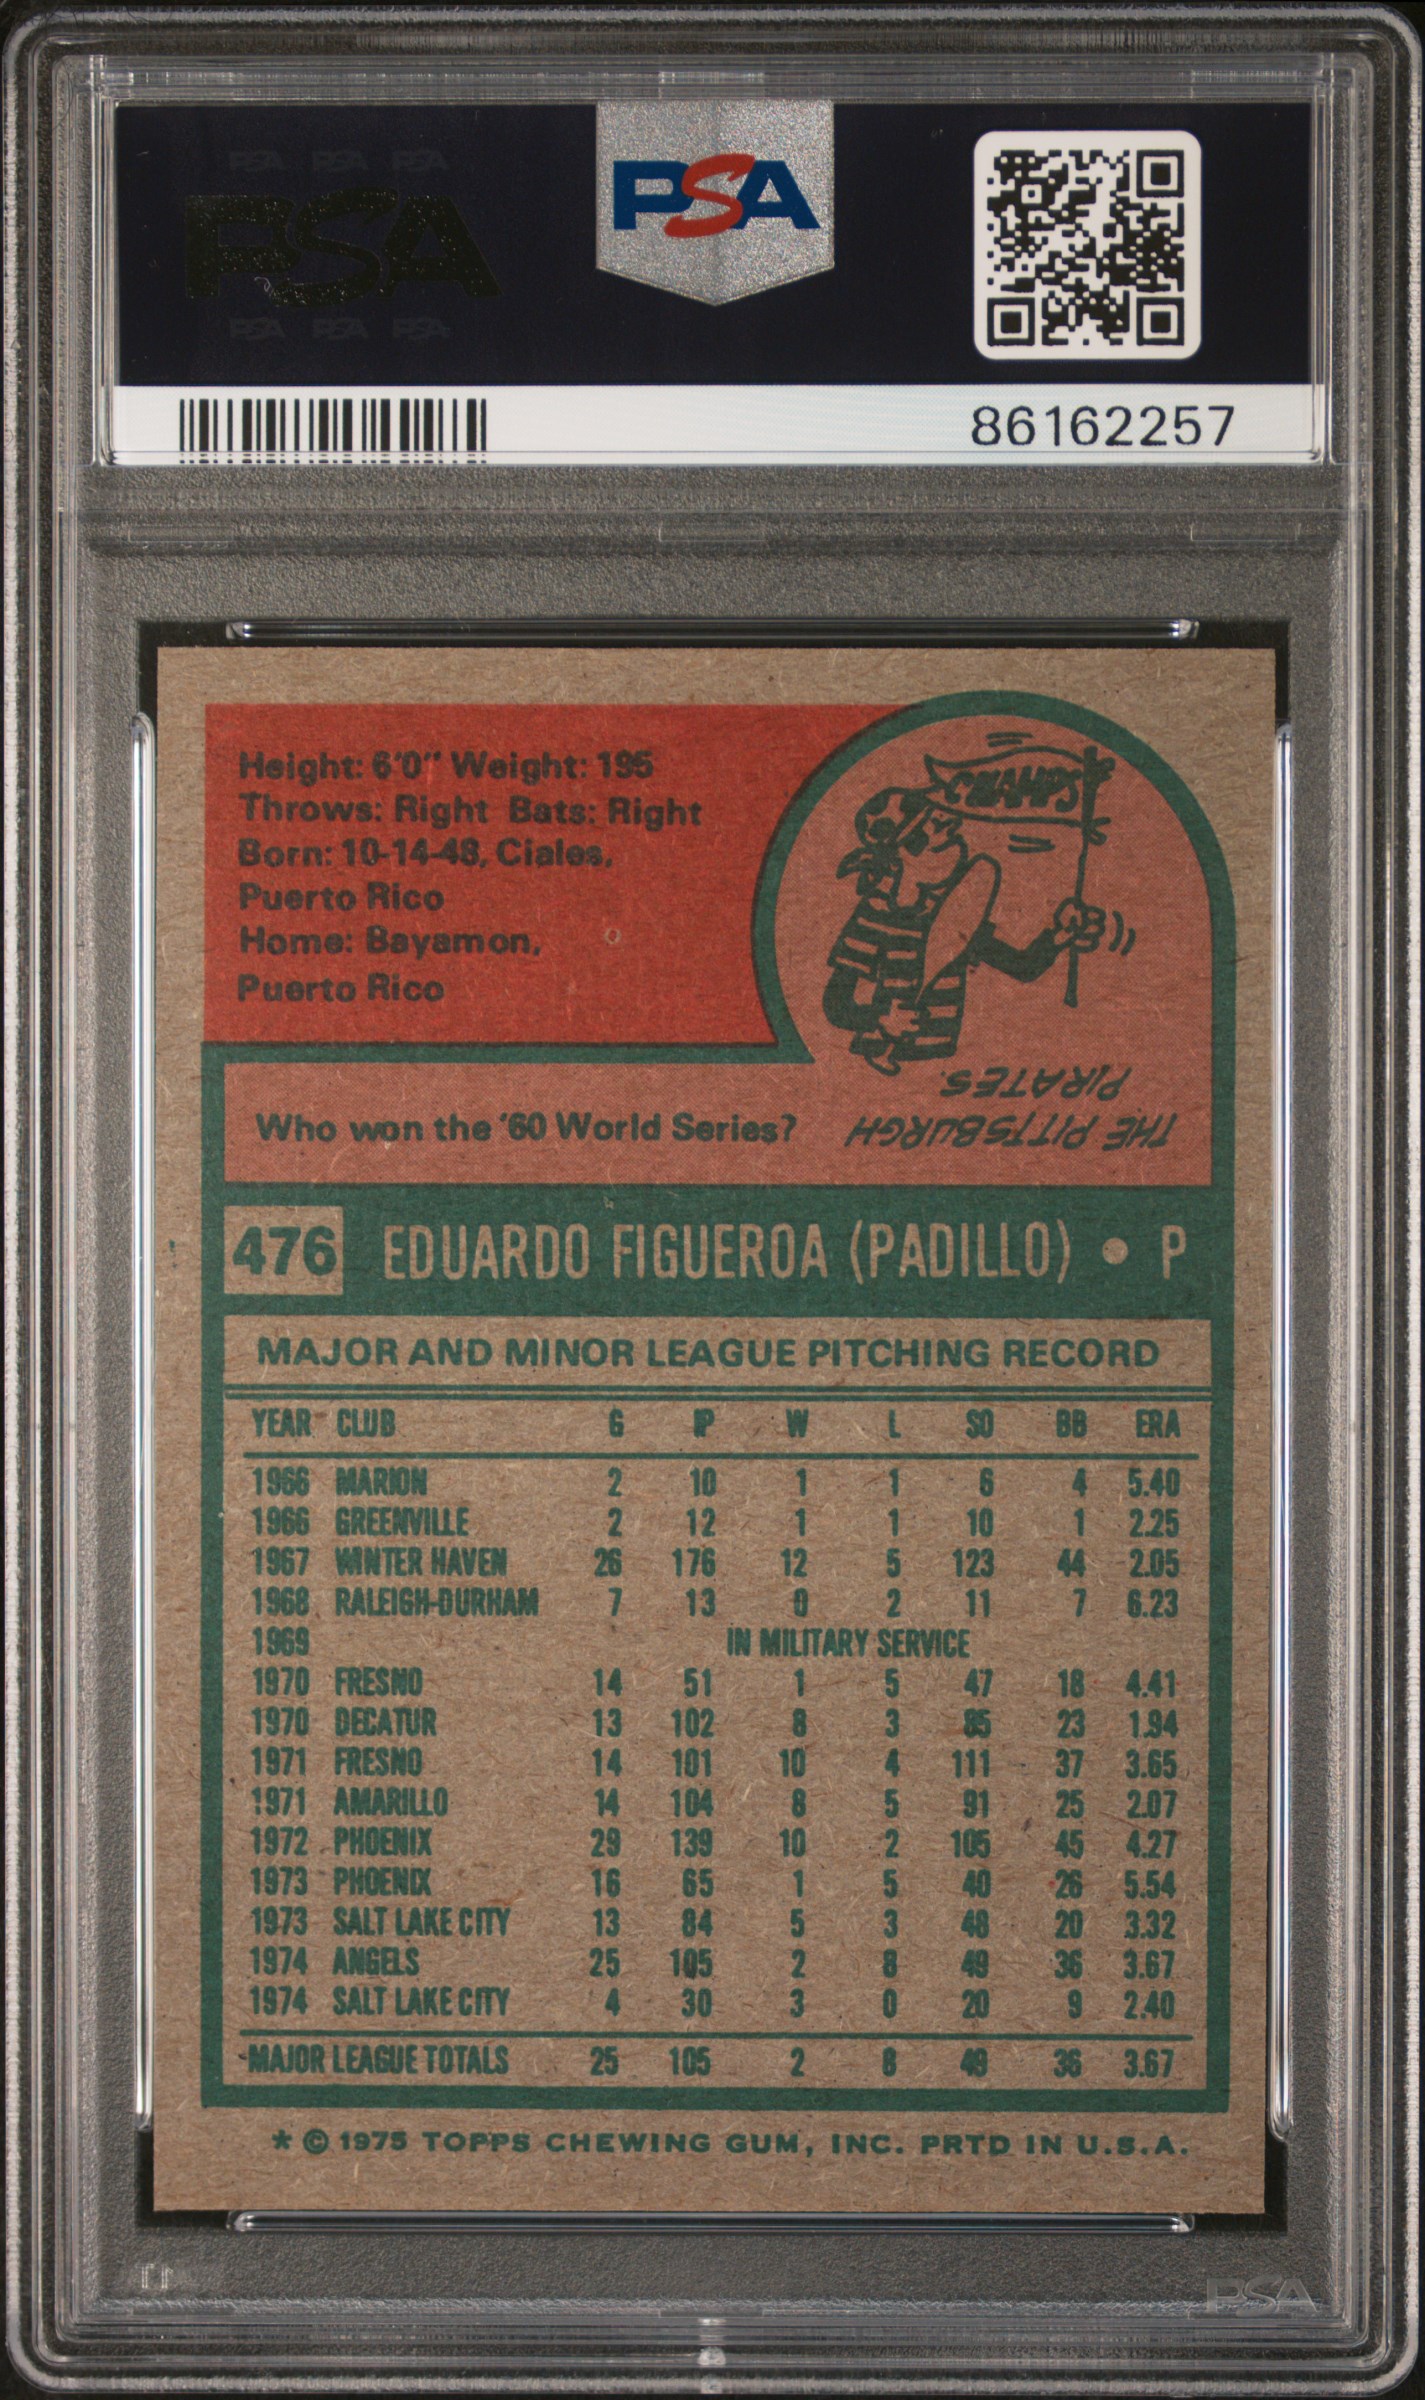 PSA PSA PSA
PSA
PSA PSA PSA
PSA
86162257
Height: 6'0" Weight: 195
Throws: Right Bats: Right
Born: 10-14-48, Ciales,
Puerto Rico
Home: Bayamon,
Puerto Rico
CHAMPS
Who won the '60 World Series?
THE PITTSBURGH
PIRATES.
476 EDUARDO FIGUEROA (PADILLO) • P
MAJOR AND MINOR LEAGUE PITCHING RECORD
YEAR CLUB G IP W L SO BB ERA
1966 MARION 2 10 1 1 6 4 5.40
1966 GREENVILLE 2 12 1 1 10 1 2.25
1967 WINTER HAVEN 26 176 12 5 123 44 2.05
1968 RALEIGH-DURHAM 7 13 0 2 11 7 6.23
1969 IN MILITARY SERVICE
1970 FRESNO 14 51 1 5 47 18 4.41
1970 DECATUR 13 102 8 3 85 23 1.94
1971 FRESNO 14 101 10 4 111 37 3.65
1971 AMARILLO 14 104 8 5 91 25 2.07
1972 PHOENIX 29 139 10 2 105 45 4.27
1973 PHOENIX 16 65 1 5 40 26 5.54
1973 SALT LAKE CITY 13 84 5 3 48 20 3.32
1974 ANGELS 25 105 2 8 49 36 3.67
1974 SALT LAKE CITY 4 30 3 0 20 9 2.40
MAJOR LEAGUE TOTALS 25 105 2 8 49 36 3.67
* © 1975 TOPPS CHEWING GUM, INC. PRTD IN U.S.A.
PSA